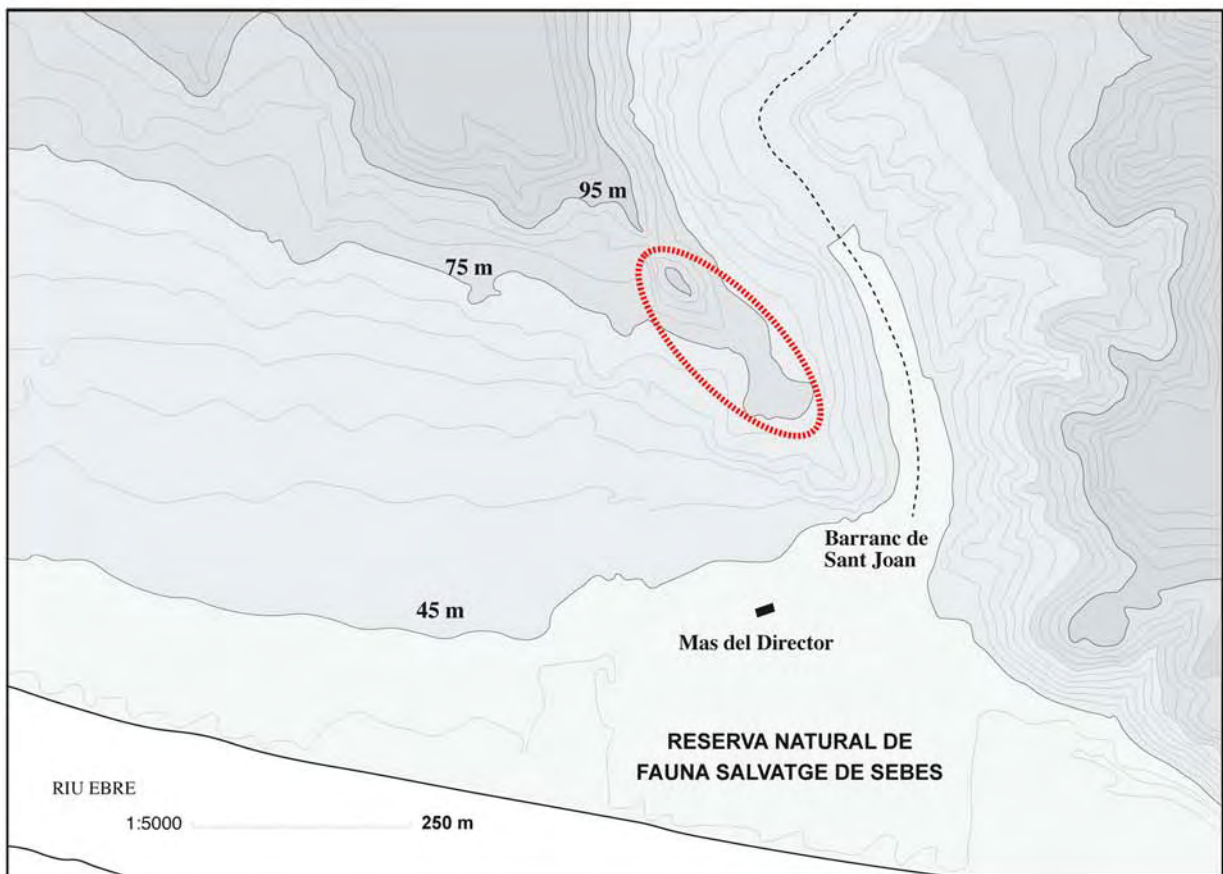 95 m
75 m
Barranc de
Sant Joan
45 m
Mas del Director
RESERVA NATURAL DE
FAUNA SALVATGE DE SEBES
RIU EBRE
1:5000 250 m